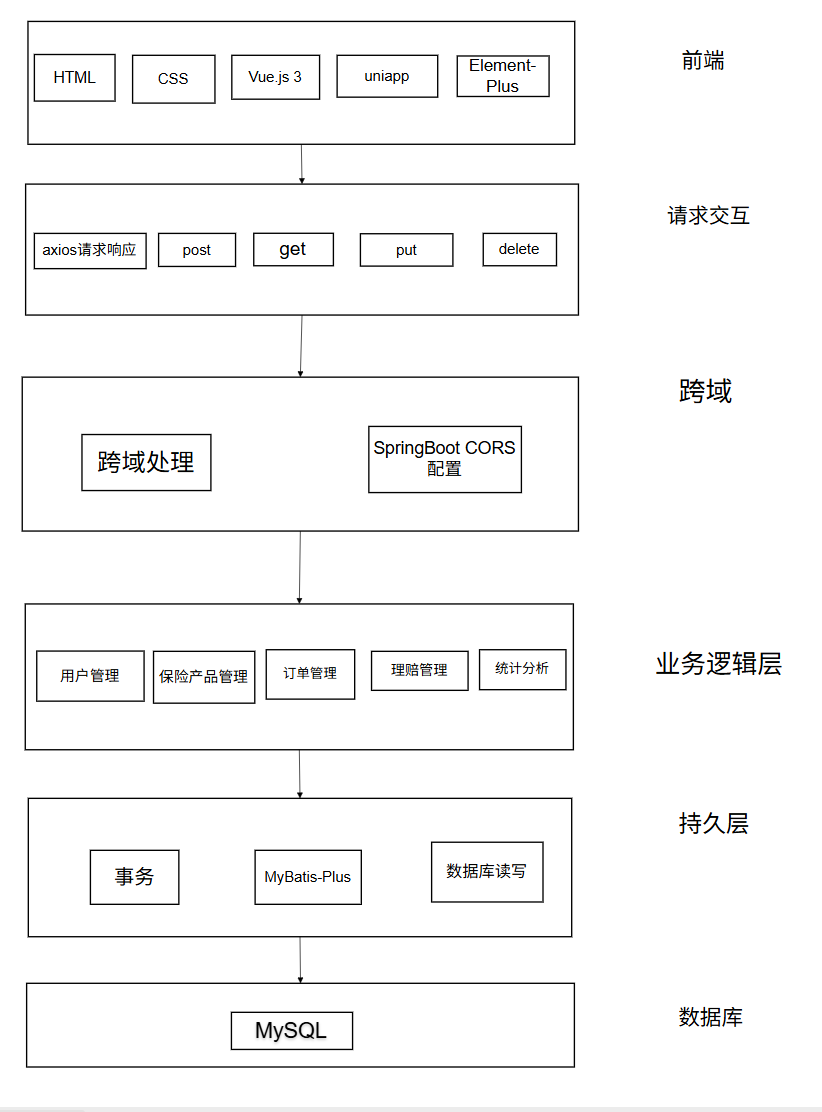 HTML
CSS
Vue.js 3
uniapp
Element-
Plus
前端
axios请求响应
post
get
put
delete
请求交互
跨域处理
SpringBoot CORS
配置
跨域
用户管理
保险产品管理
订单管理
理赔管理
统计分析
业务逻辑层
事务
MyBatis-Plus
数据库读写
持久层
MySQL
数据库